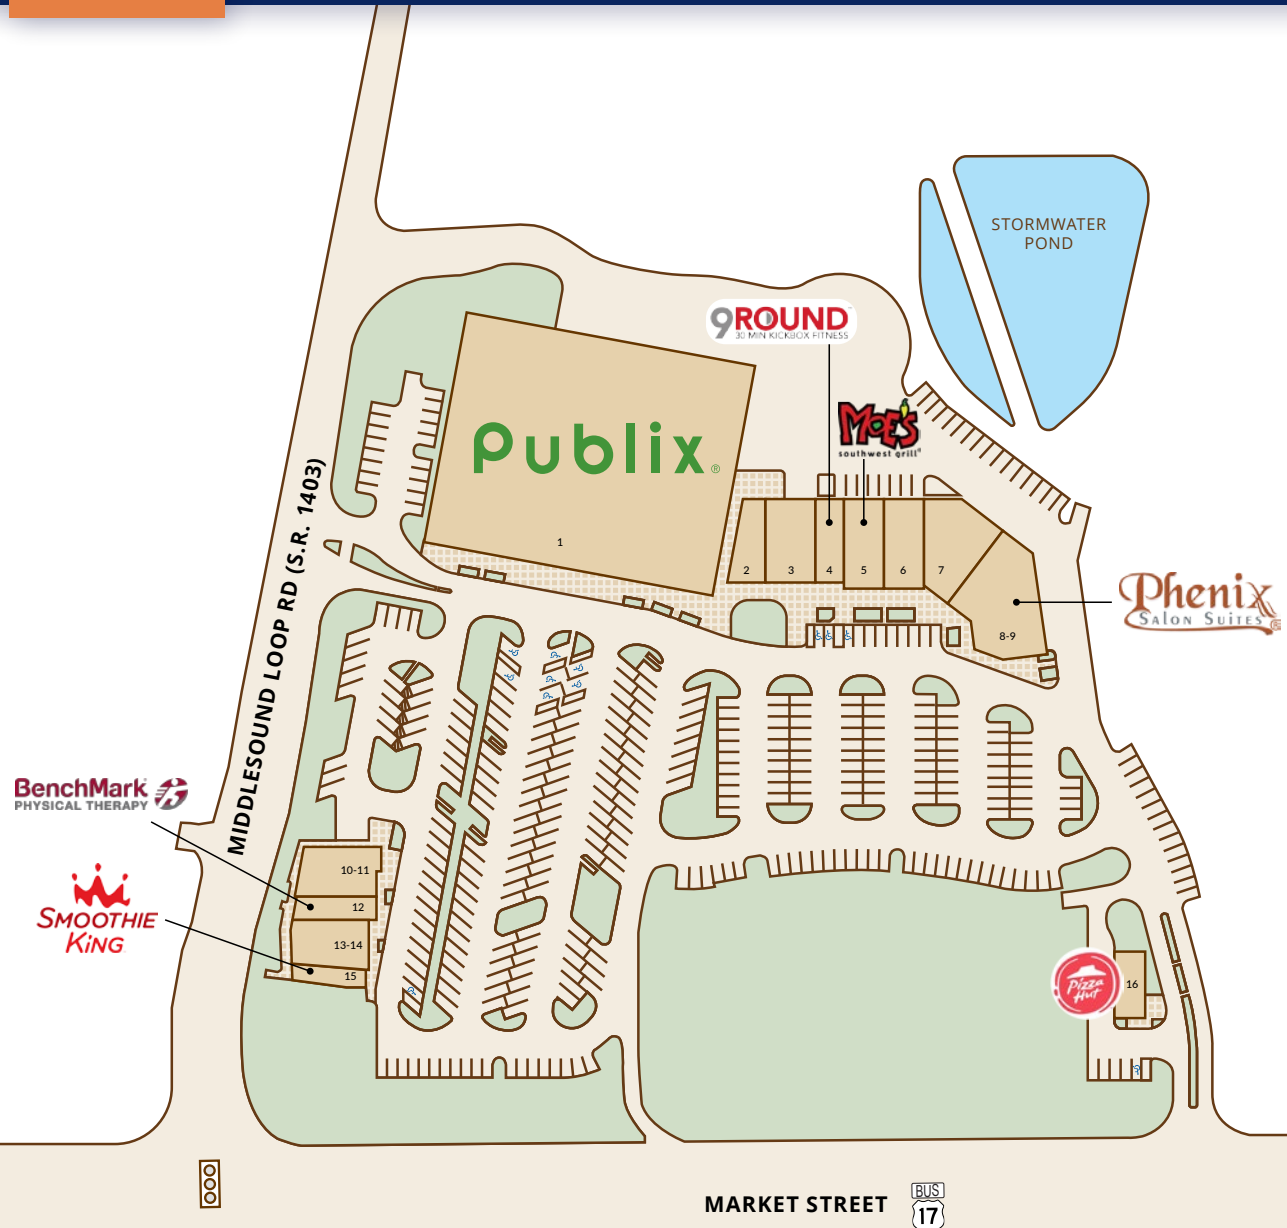 STORMWATER
POND
9ROUND
30 MIN KICKBOX FITNESS
MOE'S
southwest grill
Publix®
1
2
3
4
5
6
7
8-9
Phenix
SALON SUITES®
MIDDLESOUND LOOP RD (S.R. 1403)
BenchMark
PHYSICAL THERAPY
SMOOTHIE
KING
10-11
12
13-14
15
Pizza
Hut
16
MARKET STREET
BUS
17